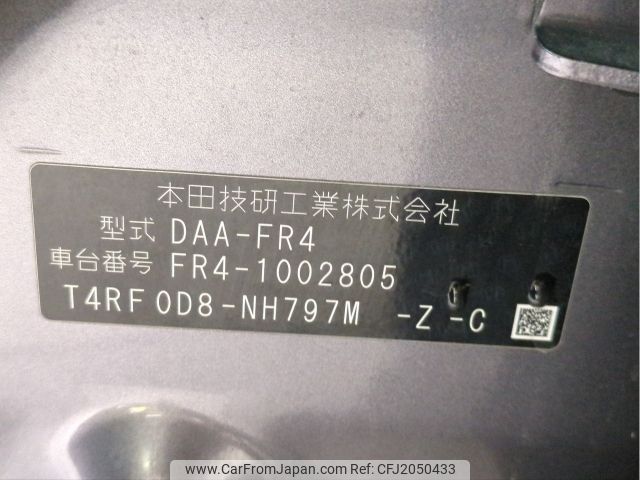 本田技研工業株式会社
型式 DAA-FR4
車台番号 FR4-1002805
T4RF0D8-NH797M -Z -C
www.CarFromJapan.com | Ref. No: CFJ2050433